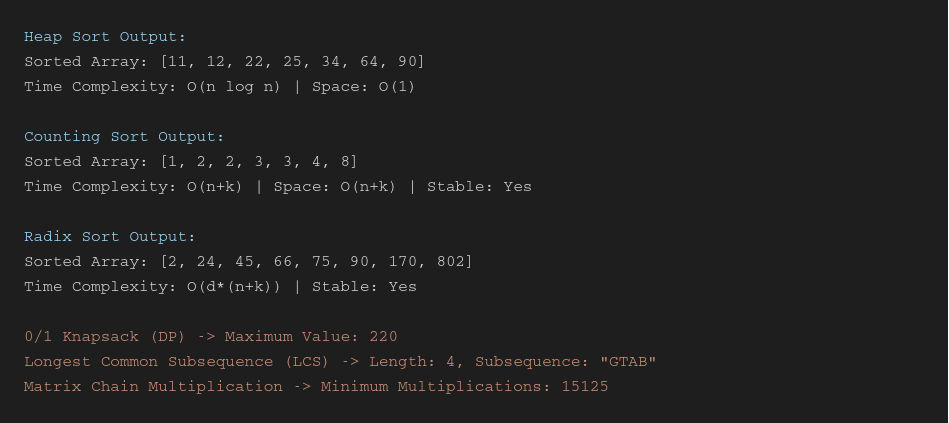 Heap Sort Output:
Sorted Array: [11, 12, 22, 25, 34, 64, 90]
Time Complexity: O(n log n) | Space: O(1)
Counting Sort Output:
Sorted Array: [1, 2, 2, 3, 3, 4, 8]
Time Complexity: O(n+k) | Space: O(n+k) | Stable: Yes
Radix Sort Output:
Sorted Array: [2, 24, 45, 66, 75, 90, 170, 802]
Time Complexity: O(d*(n+k)) | Stable: Yes
0/1 Knapsack (DP) -> Maximum Value: 220
Longest Common Subsequence (LCS) -> Length: 4, Subsequence: "GTAB"
Matrix Chain Multiplication -> Minimum Multiplications: 15125